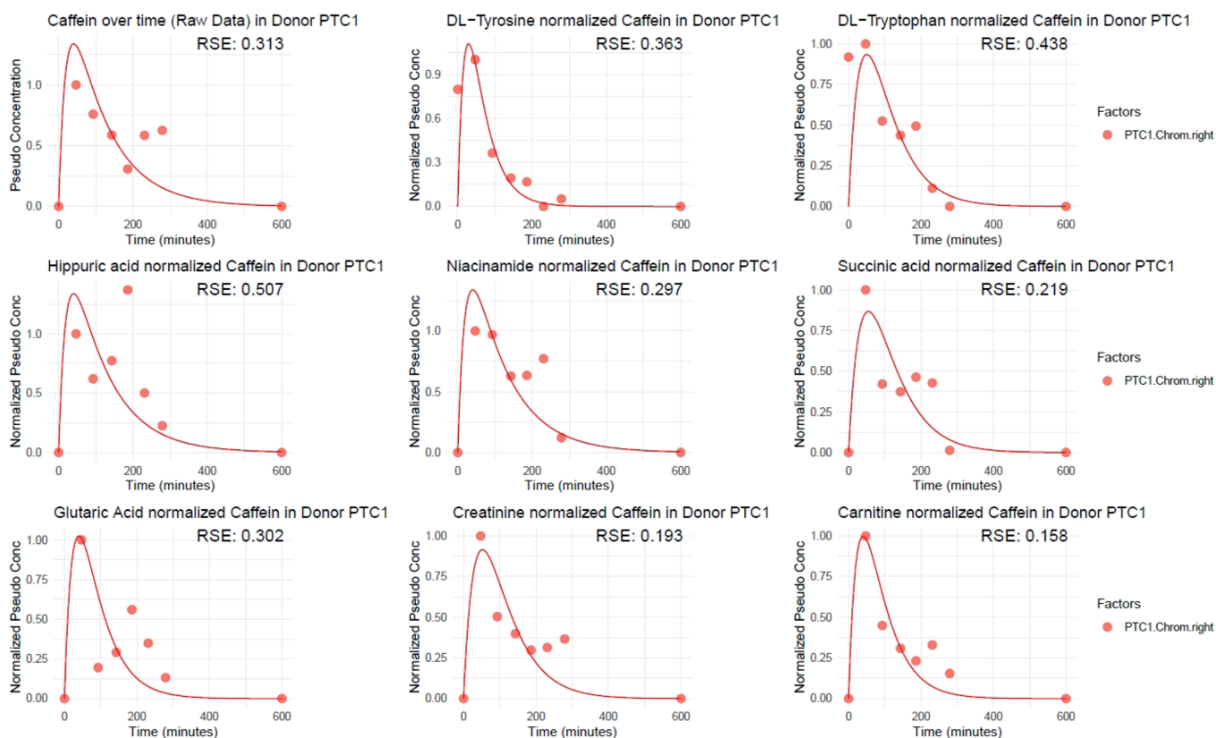 Caffein over time (Raw Data) in Donor PTC1
RSE: 0.313
Pseudo Concentration
1.0
0.5
0.0
0
200
400
600
Time (minutes)
DL-Tyrosine normalized Caffein in Donor PTC1
RSE: 0.363
Normalized Pseudo Conc
0.9
0.6
0.3
0.0
0
200
400
600
Time (minutes)
DL-Tryptophan normalized Caffein in Donor PTC1
RSE: 0.438
Normalized Pseudo Conc
1.00
0.75
0.50
0.25
0.00
0
200
400
600
Time (minutes)
Factors
PTC1.Chrom.right
Hippuric acid normalized Caffein in Donor PTC1
RSE: 0.507
Normalized Pseudo Conc
1.0
0.5
0.0
0
200
400
600
Time (minutes)
Niacinamide normalized Caffein in Donor PTC1
RSE: 0.297
Normalized Pseudo Conc
1.0
0.5
0.0
0
200
400
600
Time (minutes)
Succinic acid normalized Caffein in Donor PTC1
RSE: 0.219
Normalized Pseudo Conc
1.00
0.75
0.50
0.25
0.00
0
200
400
600
Time (minutes)
Factors
PTC1.Chrom.right
Glutaric Acid normalized Caffein in Donor PTC1
RSE: 0.302
Normalized Pseudo Conc
1.00
0.75
0.50
0.25
0.00
0
200
400
600
Time (minutes)
Creatinine normalized Caffein in Donor PTC1
RSE: 0.193
Normalized Pseudo Conc
1.00
0.75
0.50
0.25
0.00
0
200
400
600
Time (minutes)
Carnitine normalized Caffein in Donor PTC1
RSE: 0.158
Normalized Pseudo Conc
1.00
0.75
0.50
0.25
0.00
0
200
400
600
Time (minutes)
Factors
PTC1.Chrom.right